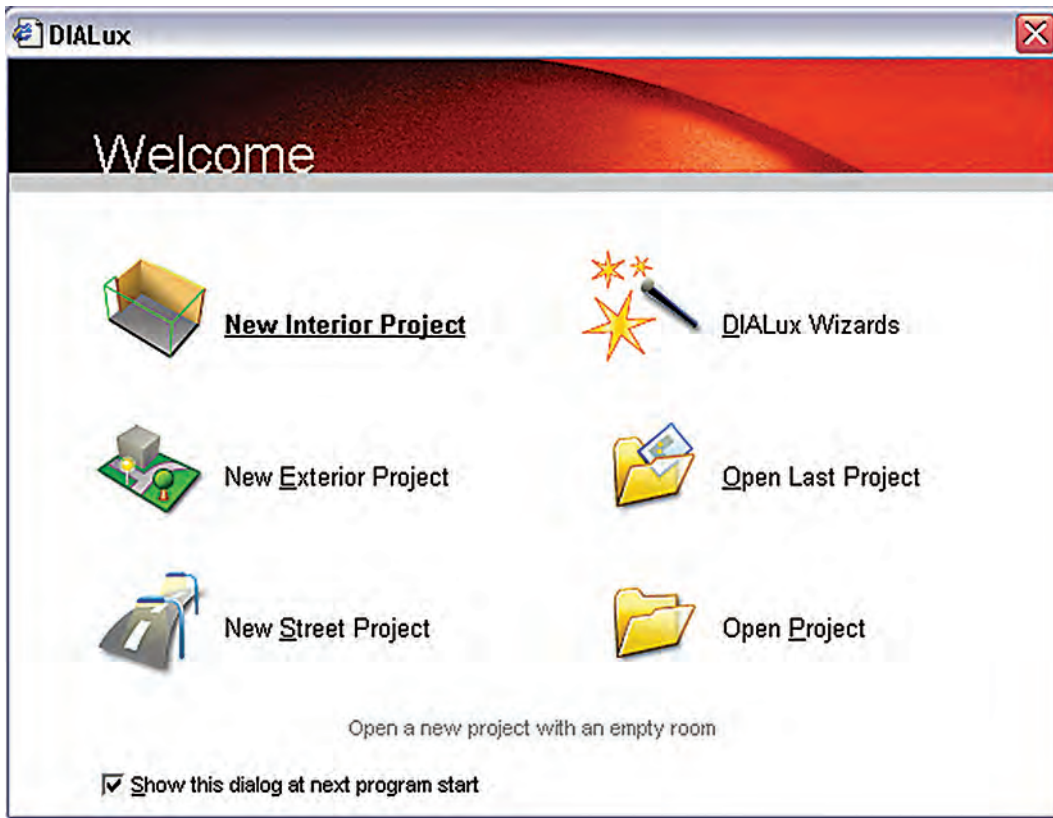 DIALux
Welcome
New Interior Project
DIALux Wizards
New Exterior Project
Open Last Project
New Street Project
Open Project
Open a new project with an empty room
Show this dialog at next program start